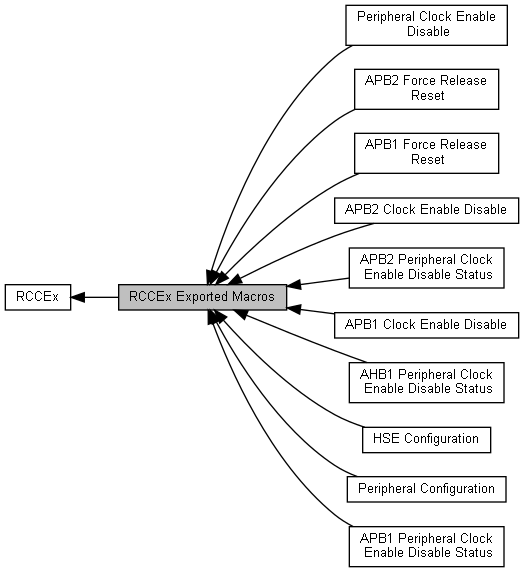 Peripheral Clock Enable
Disable
APB2 Force Release
Reset
APB1 Force Release
Reset
APB2 Clock Enable Disable
APB2 Peripheral Clock
Enable Disable Status
RCCEx
RCCEx Exported Macros
APB1 Clock Enable Disable
AHB1 Peripheral Clock
Enable Disable Status
HSE Configuration
Peripheral Configuration
APB1 Peripheral Clock
Enable Disable Status